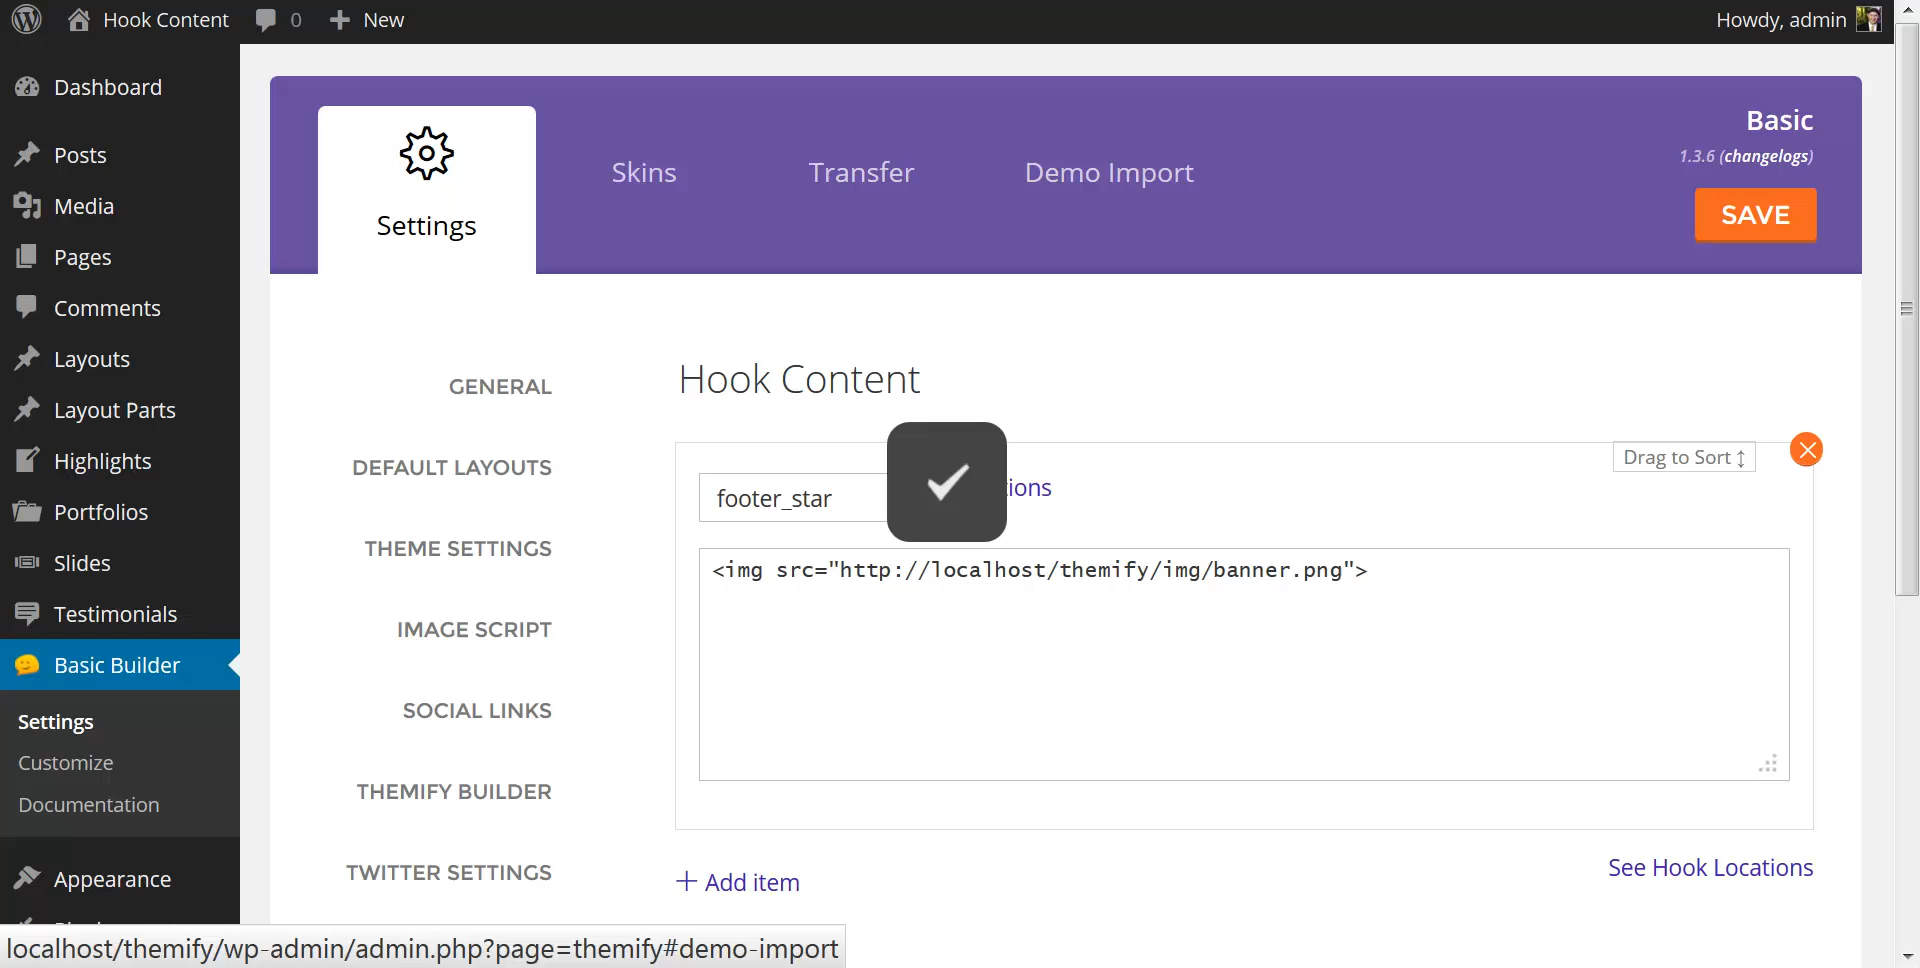 Hook Content
0
New
Howdy, admin
Dashboard
Posts
Media
Pages
Comments
Layouts
Layout Parts
Highlights
Portfolios
Slides
Testimonials
Basic Builder
Settings
Customize
Documentation
Appearance
Settings
Skins
Transfer
Demo Import
Basic
1.3.6 (changelogs)
SAVE
GENERAL
DEFAULT LAYOUTS
THEME SETTINGS
IMAGE SCRIPT
SOCIAL LINKS
THEMIFY BUILDER
TWITTER SETTINGS
Hook Content
Drag to Sort ↕
footer_star
<img src="http://localhost/themify/img/banner.png">
+ Add item
See Hook Locations
localhost/themify/wp-admin/admin.php?page=themify#demo-import